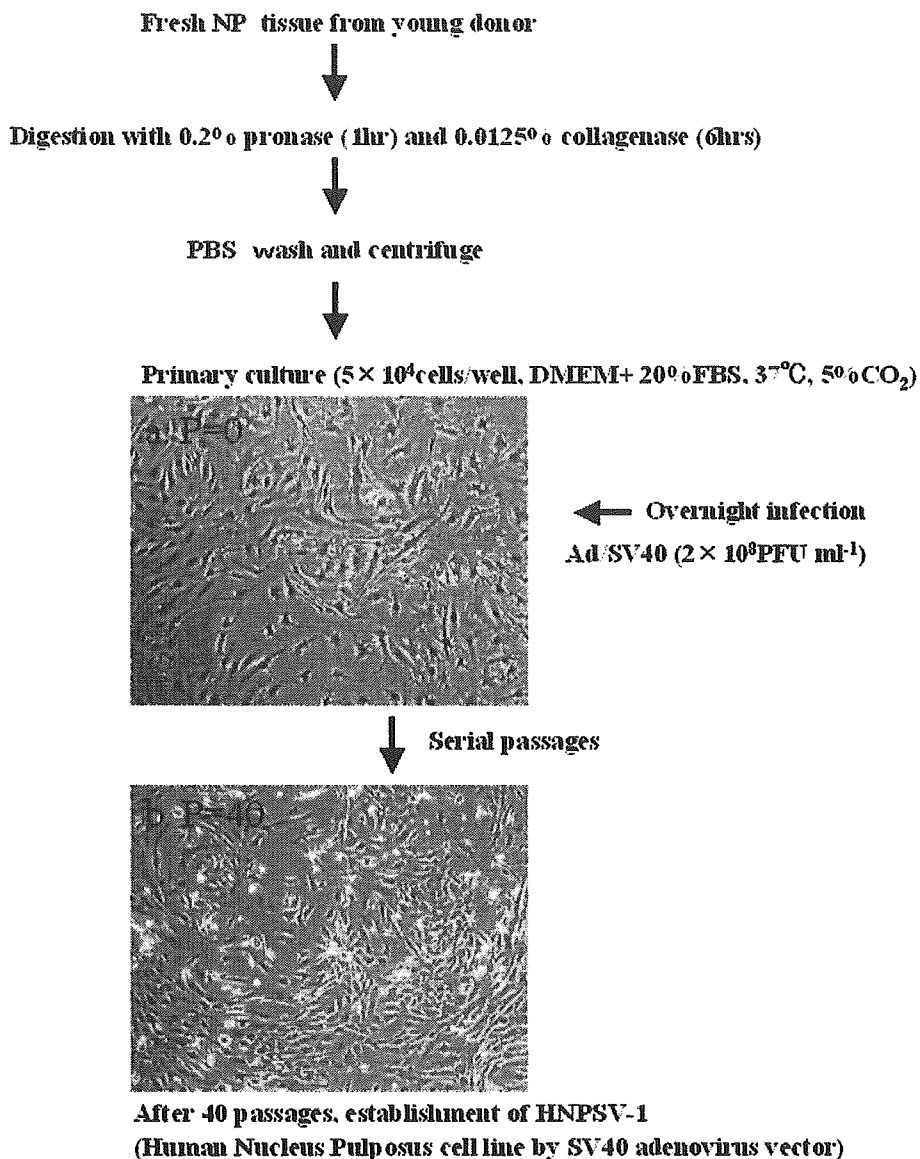 Fresh NP tissue from young donor
Digestion with 0.2% pronase (1hr) and 0.0125% collagenase (6hrs)
PBS wash and centrifuge
Primary culture (5 × 10⁴cells/well, DMEM+ 20%FBS, 37℃, 5%CO₂)
a P=0
Overnight infection
Ad/SV40 (2 × 10⁸PFU ml⁻¹)
Serial passages
b P=40
After 40 passages, establishment of HNPSV-1
(Human Nucleus Pulposus cell line by SV40 adenovirus vector)